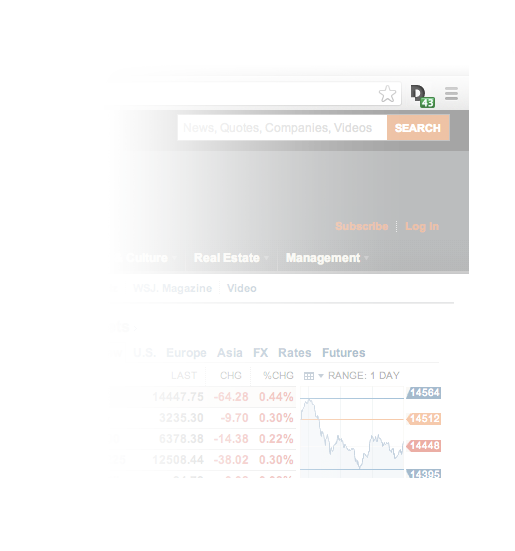 43
News, Quotes, Companies, Videos SEARCH
Subscribe Log In
Culture Real Estate Management
WSJ. Magazine Video
U.S. Europe Asia FX Rates Futures
LAST CHG %CHG RANGE: 1 DAY
14447.75 -64.28 0.44% 14564
3235.30 -9.70 0.30% 14512
6378.38 -14.38 0.22% 14448
12508.44 -38.02 0.30% 14395